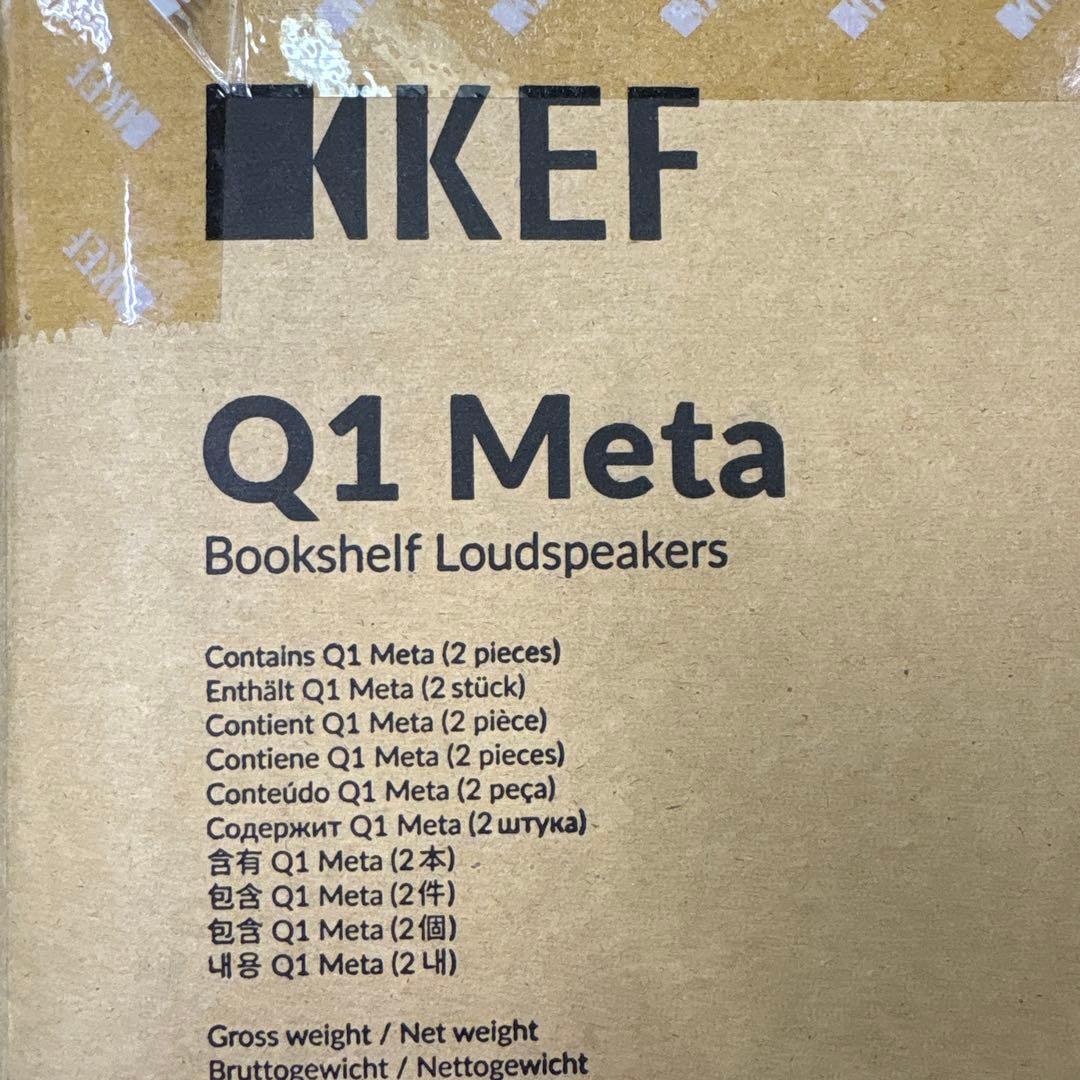 KEF
Q1 Meta
Bookshelf Loudspeakers
Contains Q1 Meta (2 pieces)
Enthält Q1 Meta (2 stück)
Contient Q1 Meta (2 pièce)
Contiene Q1 Meta (2 pieces)
Conteúdo Q1 Meta (2 peça)
Содержит Q1 Meta (2 штука)
含有 Q1 Meta (2本)
包含 Q1 Meta (2件)
包含 Q1 Meta (2個)
내용 Q1 Meta (2 내)
Gross weight / Net weight
Bruttogewicht / Nettogewicht